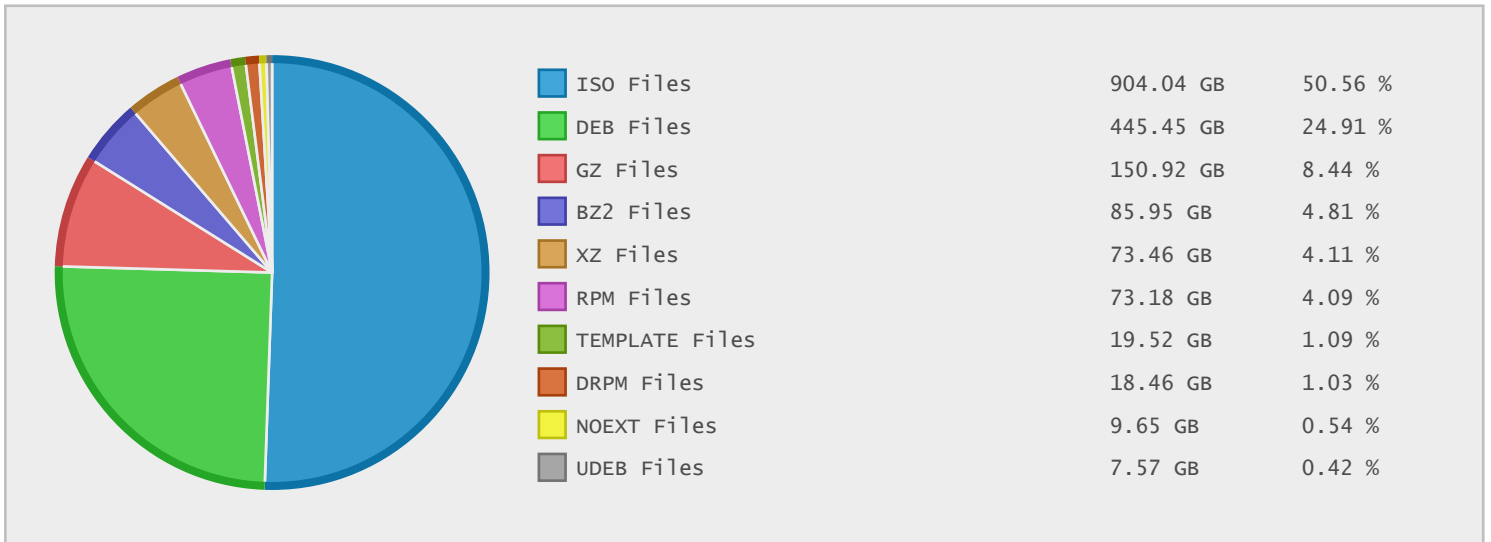 ISO Files 904.04 GB 50.56 %
DEB Files 445.45 GB 24.91 %
GZ Files 150.92 GB 8.44 %
BZ2 Files 85.95 GB 4.81 %
XZ Files 73.46 GB 4.11 %
RPM Files 73.18 GB 4.09 %
TEMPLATE Files 19.52 GB 1.09 %
DRPM Files 18.46 GB 1.03 %
NOEXT Files 9.65 GB 0.54 %
UDEB Files 7.57 GB 0.42 %